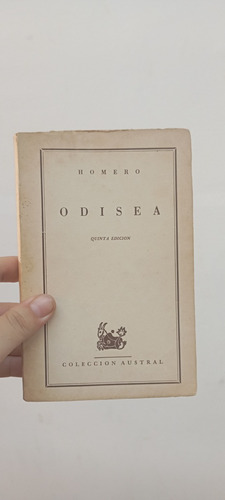 HOMERO
ODISEA
QUINTA EDICION
COLECCION AUSTRAL